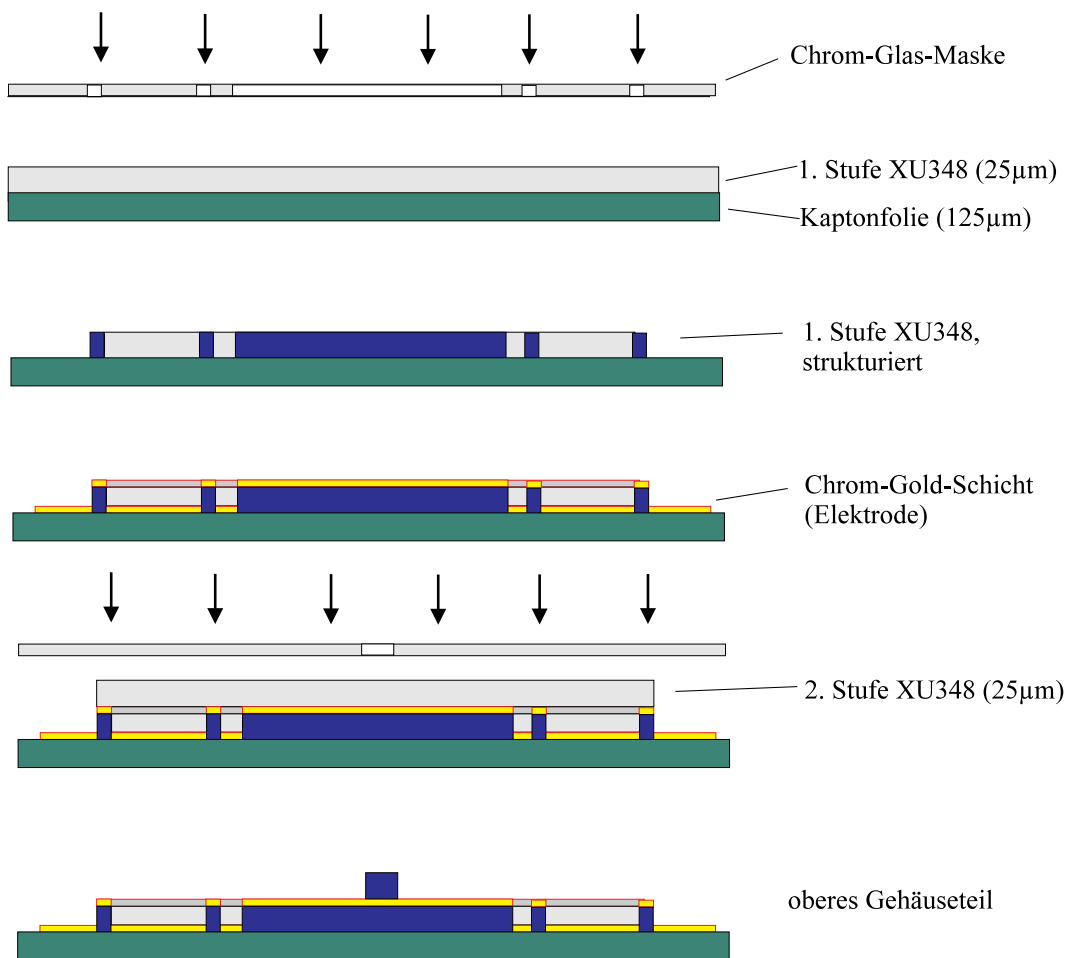 Chrom-Glas-Maske
1. Stufe XU348 (25µm)
Kaptonfolie (125µm)
1. Stufe XU348,
strukturiert
Chrom-Gold-Schicht
(Elektrode)
2. Stufe XU348 (25µm)
oberes Gehäuseteil